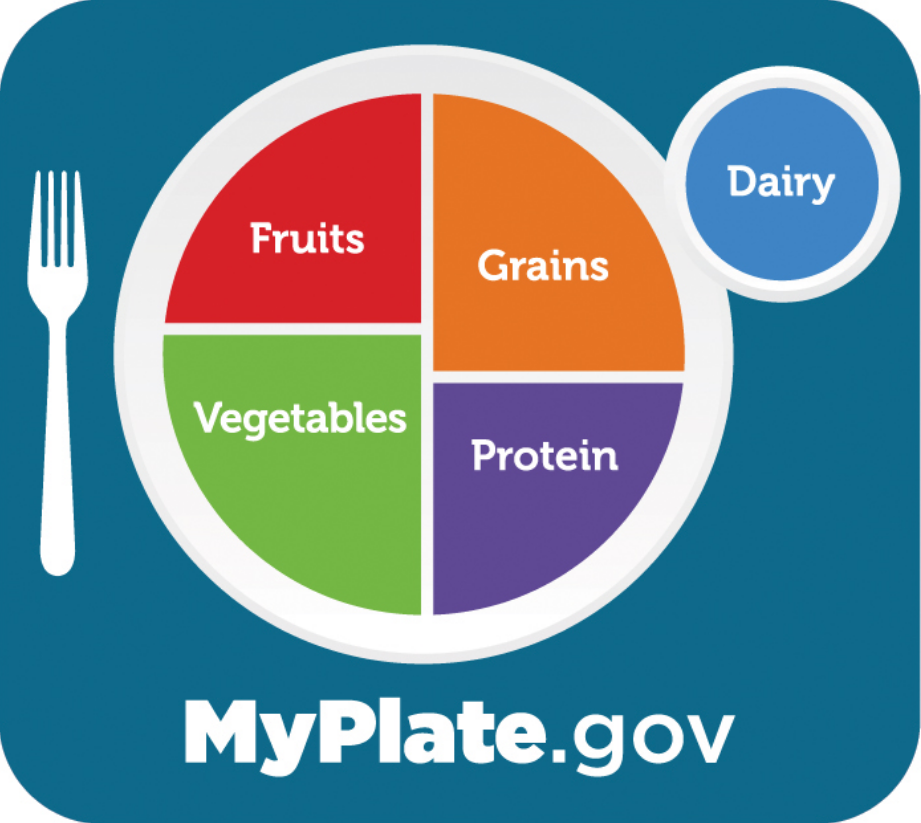 Fruits
Grains
Dairy
Vegetables
Protein
MyPlate.gov